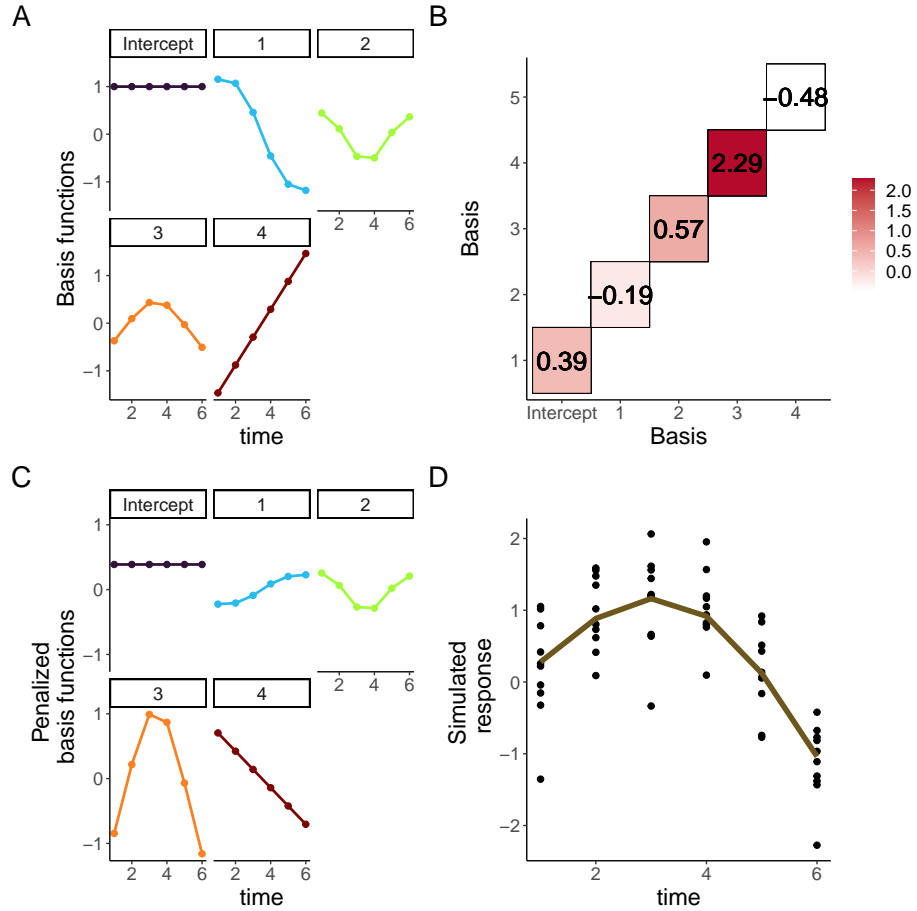 A
Intercept 1 2
1
0
−1
2 4 6
3 4
1
0
−1
2 4 6 2 4 6
Basis functions
time
B
5
4
3
2
1
Basis
−0.48
2.29
0.57
−0.19
0.39
Intercept 1 2 3 4
Basis
2.0
1.5
1.0
0.5
0.0
C
Intercept 1 2
1
0
−1
2 4 6
3 4
1
0
−1
2 4 6 2 4 6
Penalized
basis functions
time
D
2
1
0
−1
−2
Simulated
response
2 4 6
time